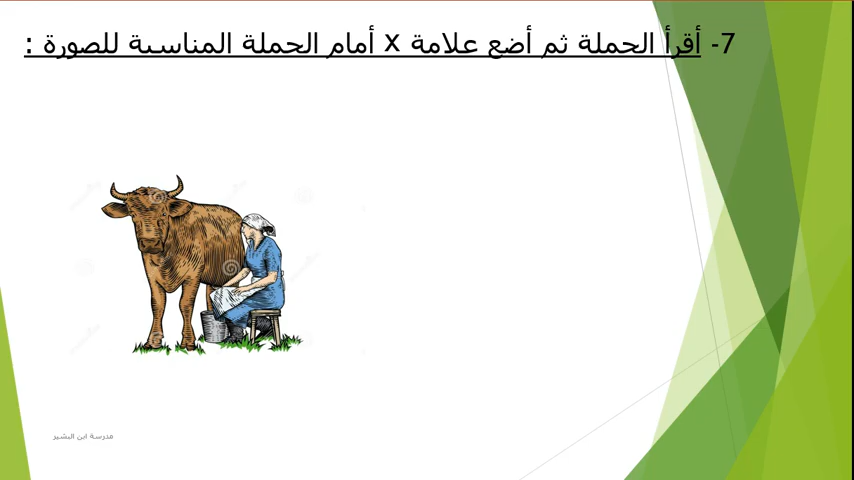 7- أقرأ الجملة ثم أضع علامة x أمام الجملة المناسبة للصورة :
مدرسة ابن البشير